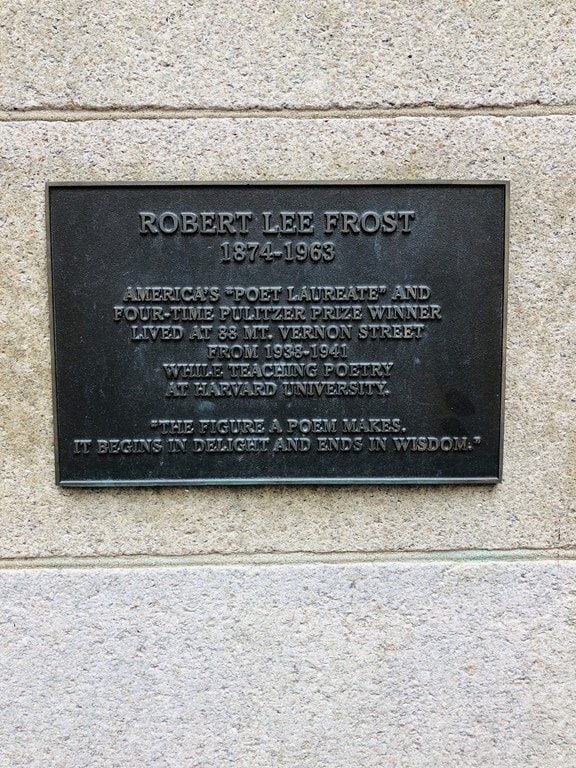 ROBERT LEE FROST
1874-1963
AMERICA'S "POET LAUREATE" AND
FOUR-TIME PULITZER PRIZE WINNER
LIVED AT 88 MT. VERNON STREET
FROM 1938-1941
WHILE TEACHING POETRY
AT HARVARD UNIVERSITY.
"THE FIGURE A POEM MAKES.
IT BEGINS IN DELIGHT AND ENDS IN WISDOM."